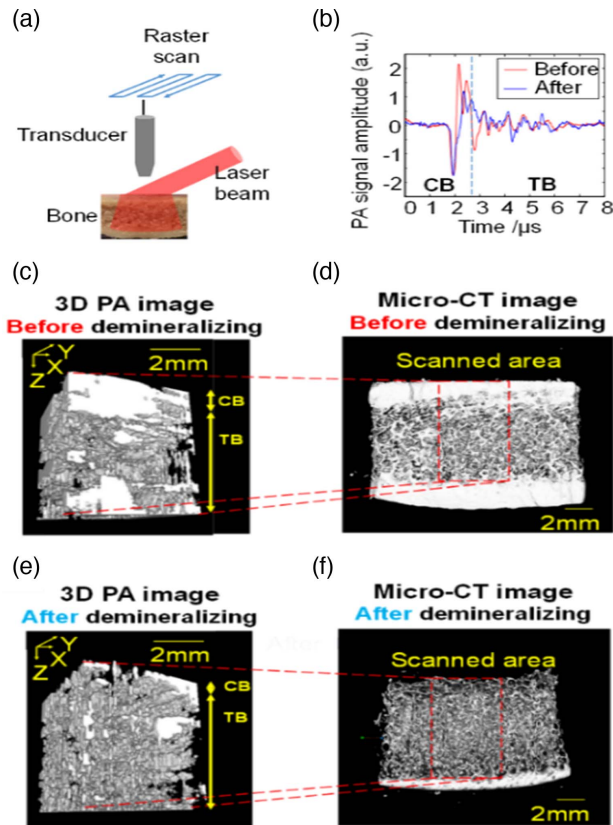 (a)
Raster
scan
Transducer
Laser
beam
Bone
(b)
PA signal amplitude (a.u.)
2
1
0
-1
-2
Before
After
CB
TB
0 1 2 3 4 5 6 7 8
Time /µs
(c)
3D PA image
Before demineralizing
Y
X
Z
2mm
CB
TB
(d)
Micro-CT image
Before demineralizing
Scanned area
2mm
(e)
3D PA image
After demineralizing
Y
X
Z
2mm
CB
TB
(f)
Micro-CT image
After demineralizing
Scanned area
2mm